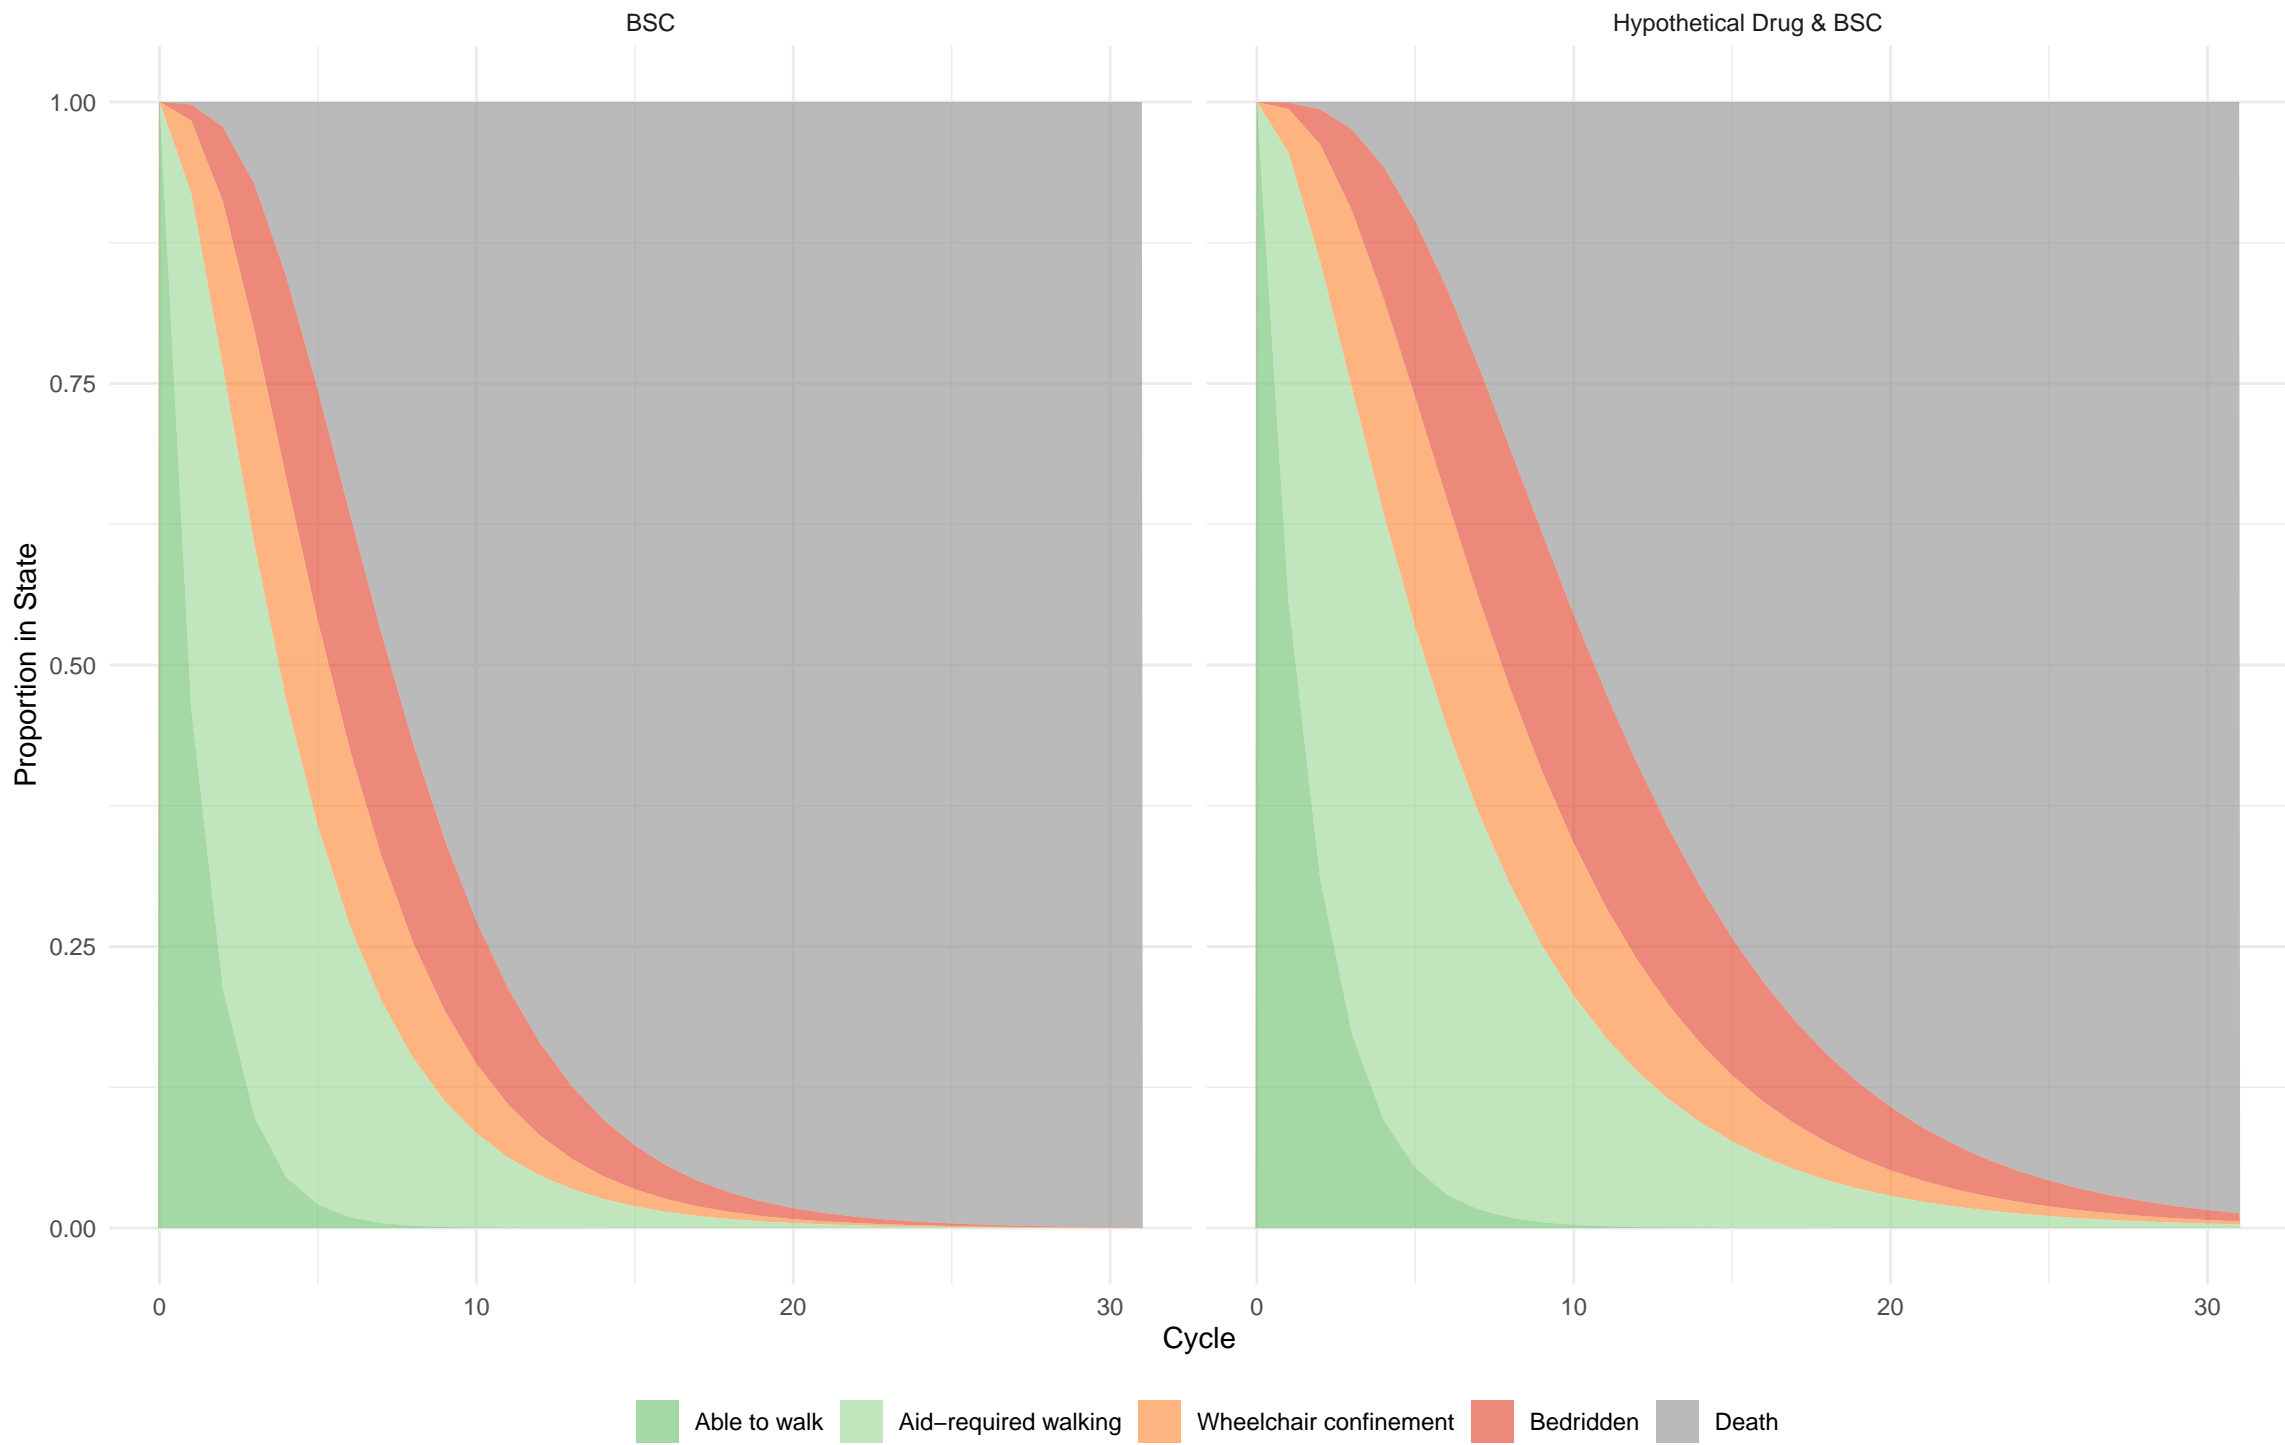 BSC
Hypothetical Drug & BSC
1.00
0.75
0.50
0.25
0.00
Proportion in State
0 10 20 30
0 10 20 30
Cycle
Able to walk
Aid−required walking
Wheelchair confinement
Bedridden
Death